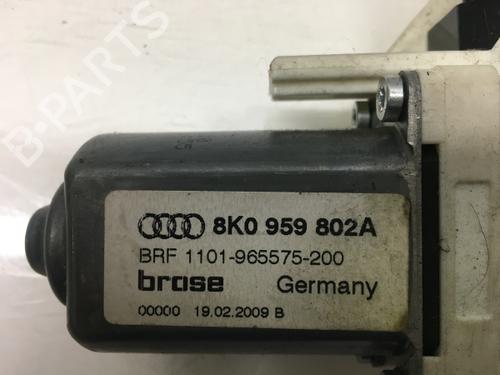 B-PARTS
8K0 959 802A
BRF 1101-965575-200
brose Germany
00000 19.02.2009 B